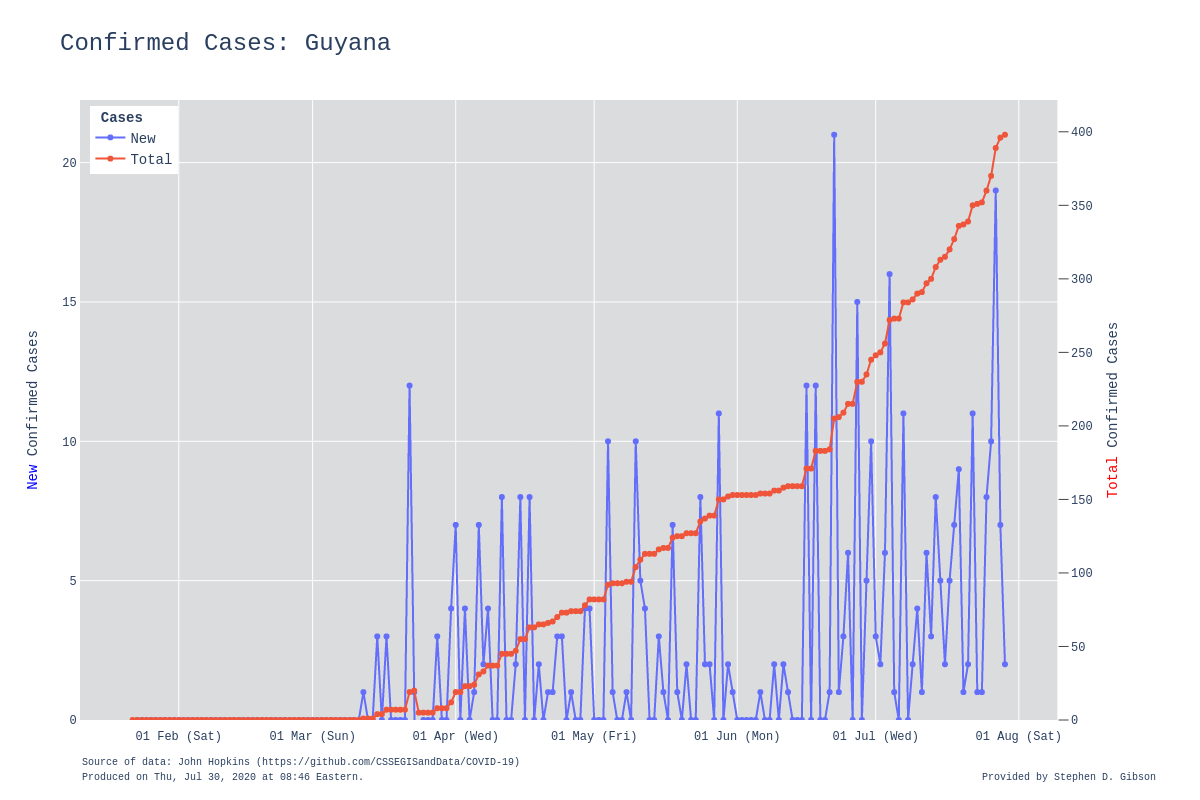 Confirmed Cases: Guyana
Cases
New
Total
20
15
10
5
0
400
350
300
250
200
150
100
50
0
New Confirmed Cases
Total Confirmed Cases
01 Feb (Sat)
01 Mar (Sun)
01 Apr (Wed)
01 May (Fri)
01 Jun (Mon)
01 Jul (Wed)
01 Aug (Sat)
Source of data: John Hopkins (https://github.com/CSSEGISandData/COVID-19)
Produced on Thu, Jul 30, 2020 at 08:46 Eastern.
Provided by Stephen D. Gibson